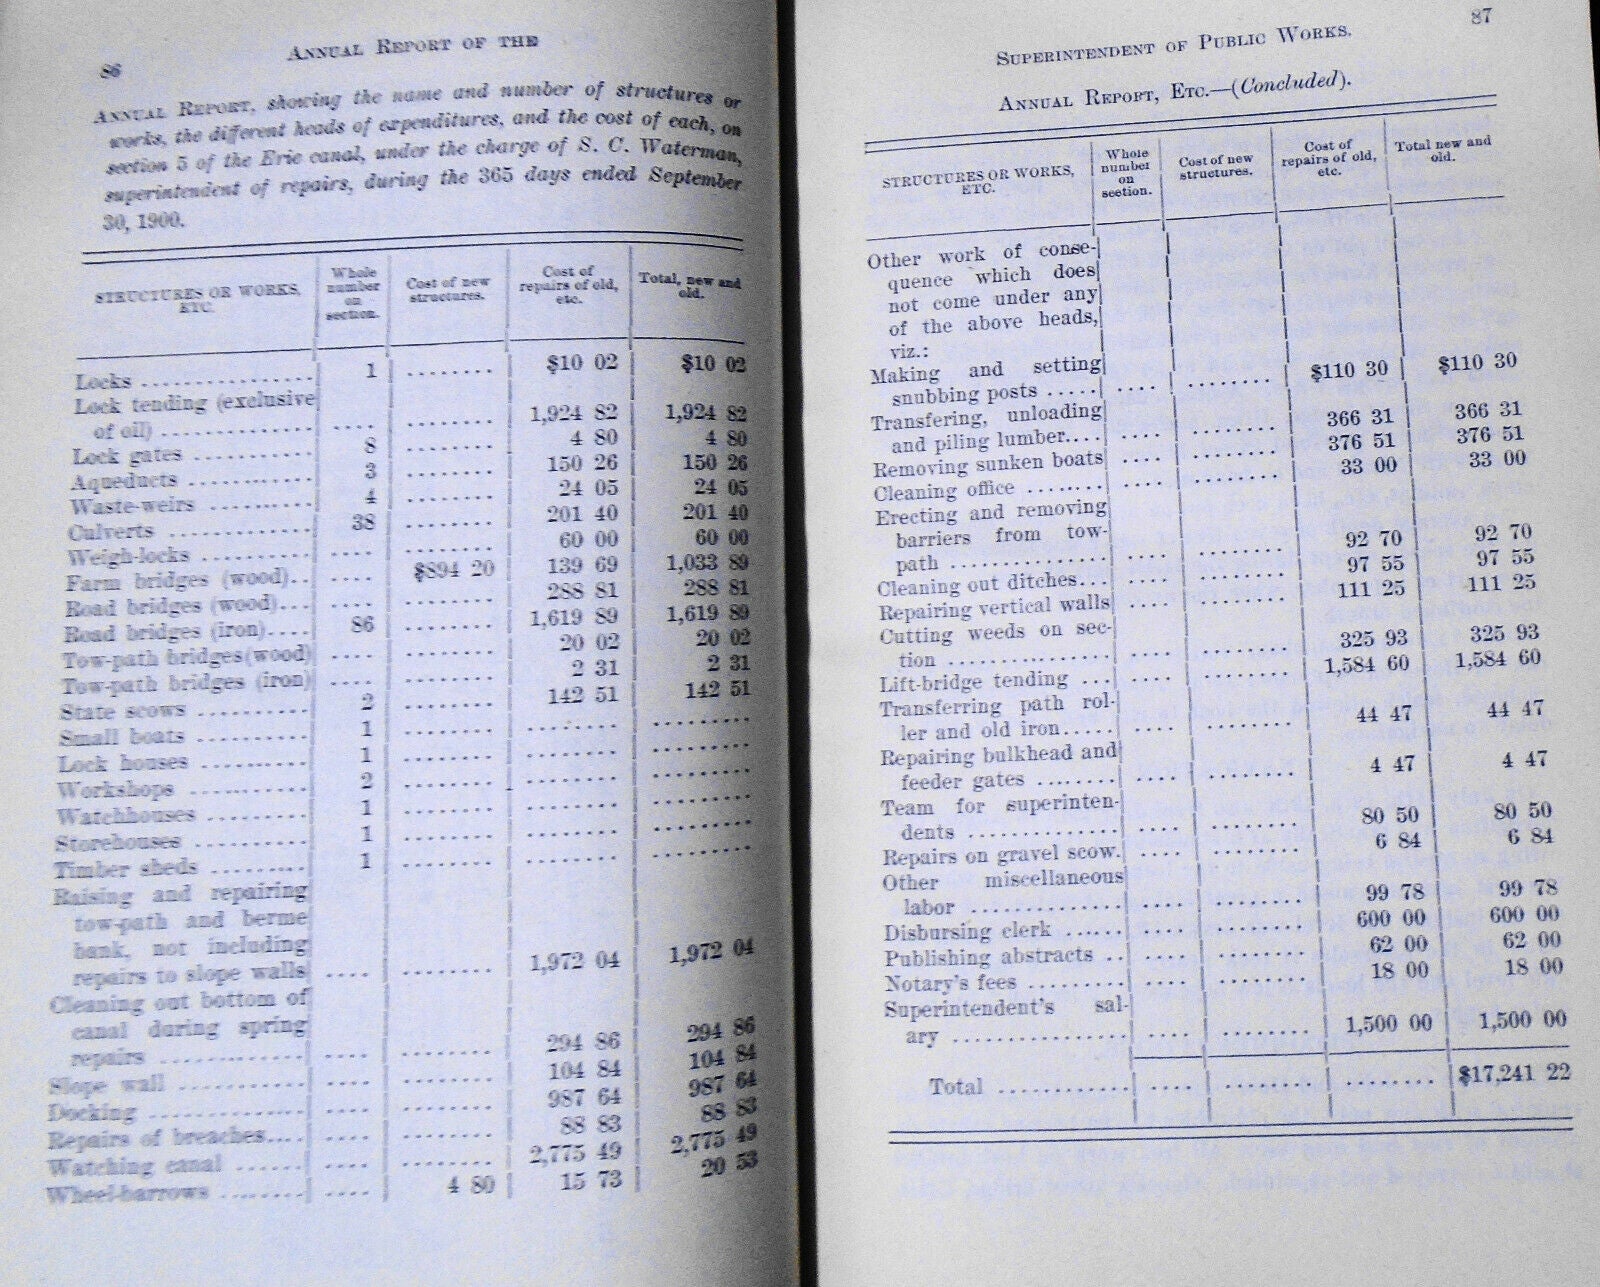 86
ANNUAL REPORT OF THE
ANNUAL REPORT, showing the name and number of structures or
works, the different heads of expenditures, and the cost of each, on
section 5 of the Erie canal, under the charge of S. C. Waterman,
superintendent of repairs, during the 365 days ended September
30, 1900.
STRUCTURES OR WORKS, ETC. | Whole number on section. | Cost of new structures. | Cost of repairs of old, etc. | Total, new and old.
Locks ................ 1 ........ $10 02 $10 02
Lock tending (exclusive
of oil) .............. .... ........ 1,924 82 1,924 82
Lock gates ........... 8 ........ 4 80 4 80
Aqueducts ............ 3 ........ 150 26 150 26
Waste-weirs .......... 4 ........ 24 05 24 05
Culverts ............. 38 ........ 201 40 201 40
Weigh-locks .......... .... ........ 60 00 60 00
Farm bridges (wood).. .... $894 20 139 69 1,033 89
Road bridges (wood)... .... ........ 288 81 288 81
Road bridges (iron).... 86 ........ 1,619 89 1,619 89
Tow-path bridges (wood) .... ........ 20 02 20 02
Tow-path bridges (iron) .... ........ 2 31 2 31
State scows .......... 2 ........ 142 51 142 51
Small boats .......... 1 ........ ........ .........
Lock houses .......... 1 ........ ........ .........
Workshops ............ 2 ........ ........ .........
Watchhouses .......... 1 ........ ........ .........
Storehouses .......... 1 ........ ........ .........
Timber sheds ......... 1 ........ ........ .........
Raising and repairing
tow-path and berme
bank, not including
repairs to slope walls .... ........ 1,972 04 1,972 04
Cleaning out bottom of
canal during spring
repairs .............. .... ........ 294 86 294 86
Slope wall ............ .... ........ 104 84 104 84
Docking .............. .... ........ 987 64 987 64
Repairs of breaches.... .... ........ 88 83 88 83
Watching canal ...... .... ........ 2,775 49 2,775 49
Wheel-barrows ........ .... 4 80 15 73 20 53
SUPERINTENDENT OF PUBLIC WORKS.
87
ANNUAL REPORT, ETC.—(Concluded).
STRUCTURES OR WORKS, ETC. | Whole number on section. | Cost of new structures. | Cost of repairs of old, etc. | Total new and old.
Other work of conse-
quence which does
not come under any
of the above heads,
viz.:
Making and setting
snubbing posts ..... .... ........ $110 30 $110 30
Transfering, unloading
and piling lumber.... .... ........ 366 31 366 31
Removing sunken boats .... ........ 376 51 376 51
Cleaning office ........ .... ........ 33 00 33 00
Erecting and removing
barriers from tow-
path ................ .... ........ 92 70 92 70
Cleaning out ditches... .... ........ 97 55 97 55
Repairing vertical walls .... ........ 111 25 111 25
Cutting weeds on sec-
tion ................ .... ........ 325 93 325 93
Lift-bridge tending ... .... ........ 1,584 60 1,584 60
Transferring path rol-
ler and old iron..... .... ........ 44 47 44 47
Repairing bulkhead and
feeder gates ........ .... ........ 4 47 4 47
Team for superinten-
dents ............... .... ........ 80 50 80 50
Repairs on gravel scow. .... ........ 6 84 6 84
Other miscellaneous
labor ............... .... ........ 99 78 99 78
Disbursing clerk ...... .... ........ 600 00 600 00
Publishing abstracts .. .... ........ 62 00 62 00
Notary's fees ......... .... ........ 18 00 18 00
Superintendent's sal-
ary ................. .... ........ 1,500 00 1,500 00
Total ............. .... ........ ........ $17,241 22